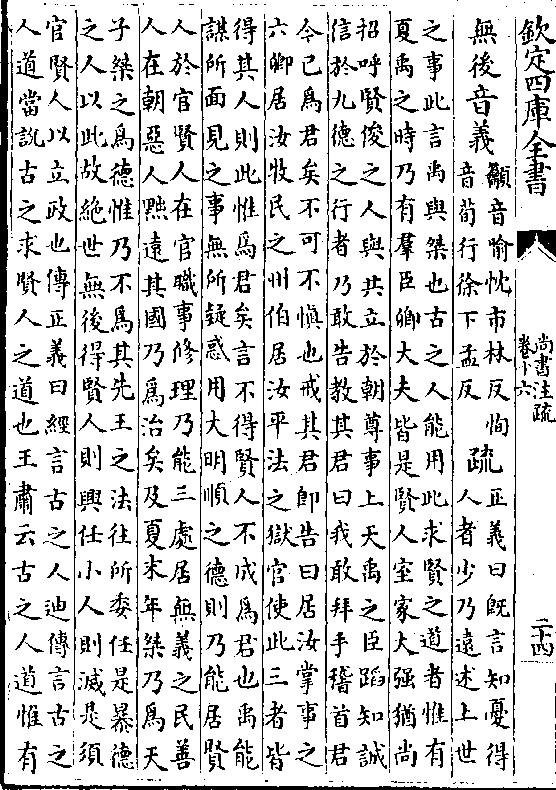 欽定四庫全書
尚書注疏
卷十六
二十四
無後音義
籲音喻忱市林反恂
音荀行徐下孟反
疏
正義曰既言知憂得
人者少乃遠述上世
之事此言禹與桀也古之人能用此求賢之道者惟有
夏禹之時乃有羣臣卿大夫皆是賢人室家大强猶尚
招呼賢俊之人與共立於朝尊事上天禹之臣蹈知誠
信於九德之行者乃敢告教其君曰我敢拜手稽首君
今已爲君矣不可不慎也戒其君即告曰居汝掌事之
六卿居汝牧民之州伯居汝平法之獄官使此三者皆
得其人則此惟爲君矣言不得賢人不成爲君也禹能
謀所面見之事無所疑惑用大明順之德則乃能居賢
人於官賢人在官職事修理乃能三處居無義之民善
人在朝惡人黜遠其國乃爲治矣及夏末年桀乃爲天
子桀之爲德惟乃不爲其先王之法往所委任是暴德
之人以此故絶世無後得賢人則興任小人則滅是須
官賢人以立政也傳正義曰經言古之人迪傳言古之
人道當説古之求賢人之道也王肅云古之人道惟有